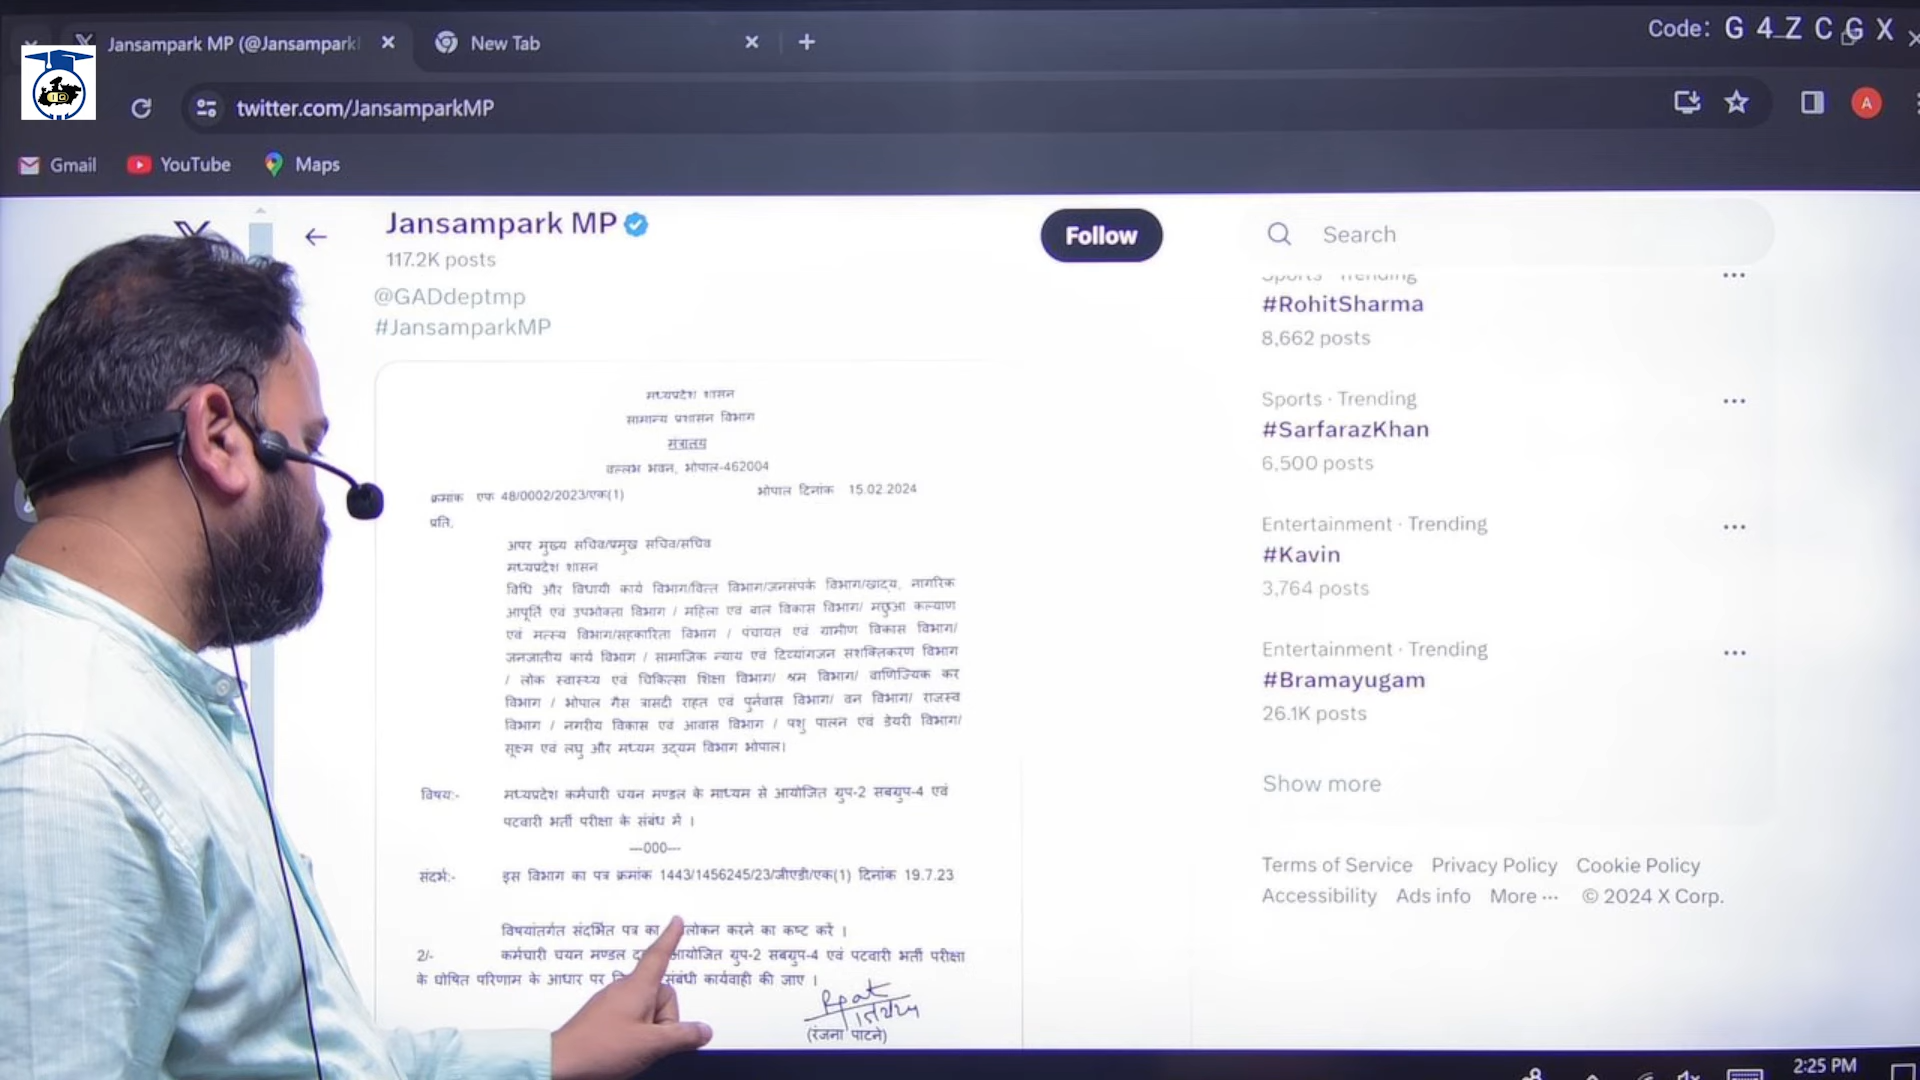 Code: G 4 Z C G X
Jansampark MP (@Jansampark
New Tab
twitter.com/JansamparkMP
A
Gmail
YouTube
Maps
Jansampark MP
117.2K posts
Follow
@GADdeptmp
#JansamparkMP
मध्यप्रदेश शासन
सामान्य प्रशासन विभाग
मंत्रालय
वल्लभ भवन, भोपाल-462004
क्रमांक एफ 48/0002/2023/एक(1) भोपाल दिनांक 15.02.2024
प्रति,
अपर मुख्य सचिव/प्रमुख सचिव/सचिव
मध्यप्रदेश शासन
विधि और विधायी कार्य विभाग/वित्त विभाग/जनसंपर्क विभाग/खाद्य, नागरिक
आपूर्ति एवं उपभोक्ता विभाग / महिला एवं बाल विकास विभाग/ मछुआ कल्याण
एवं मत्स्य विभाग/सहकारिता विभाग / पंचायत एवं ग्रामीण विकास विभाग/
जनजातीय कार्य विभाग / सामाजिक न्याय एवं दिव्यांगजन सशक्तिकरण विभाग
/ लोक स्वास्थ्य एवं चिकित्सा शिक्षा विभाग/ श्रम विभाग/ वाणिज्यिक कर
विभाग / भोपाल गैस त्रासदी राहत एवं पुर्नवास विभाग/ वन विभाग/ राजस्व
विभाग / नगरीय विकास एवं आवास विभाग / पशु पालन एवं डेयरी विभाग/
सूक्ष्म एवं लघु और मध्यम उद्यम विभाग भोपाल।
विषय:- मध्यप्रदेश कर्मचारी चयन मण्डल के माध्यम से आयोजित ग्रुप-2 सबग्रुप-4 एवं
पटवारी भर्ती परीक्षा के संबंध में ।
---000---
संदर्भ:- इस विभाग का पत्र क्रमांक 1443/1456245/23/जीएडी/एक(1) दिनांक 19.7.23
विषयांतर्गत संदर्भित पत्र का लोकन करने का कष्ट करें ।
2/- कर्मचारी चयन मण्डल आयोजित ग्रुप-2 सबग्रुप-4 एवं पटवारी भर्ती परीक्षा
के घोषित परिणाम के आधार पर संबंधी कार्यवाही की जाए ।
(रंजना पाटने)
Search
Sports · Trending
#RohitSharma
8,662 posts
Sports · Trending
#SarfarazKhan
6,500 posts
Entertainment · Trending
#Kavin
3,764 posts
Entertainment · Trending
#Bramayugam
26.1K posts
Show more
Terms of Service Privacy Policy Cookie Policy
Accessibility Ads info More ··· © 2024 X Corp.
2:25 PM